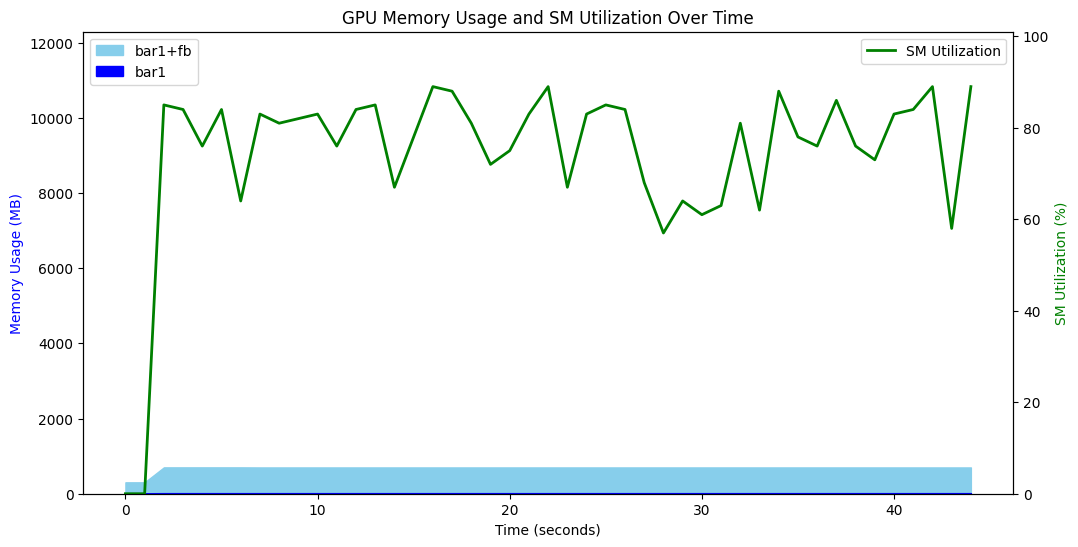 GPU Memory Usage and SM Utilization Over Time
bar1+fb
bar1
SM Utilization
12000
10000
8000
6000
4000
2000
0
Memory Usage (MB)
100
80
60
40
20
0
SM Utilization (%)
0
10
20
30
40
Time (seconds)